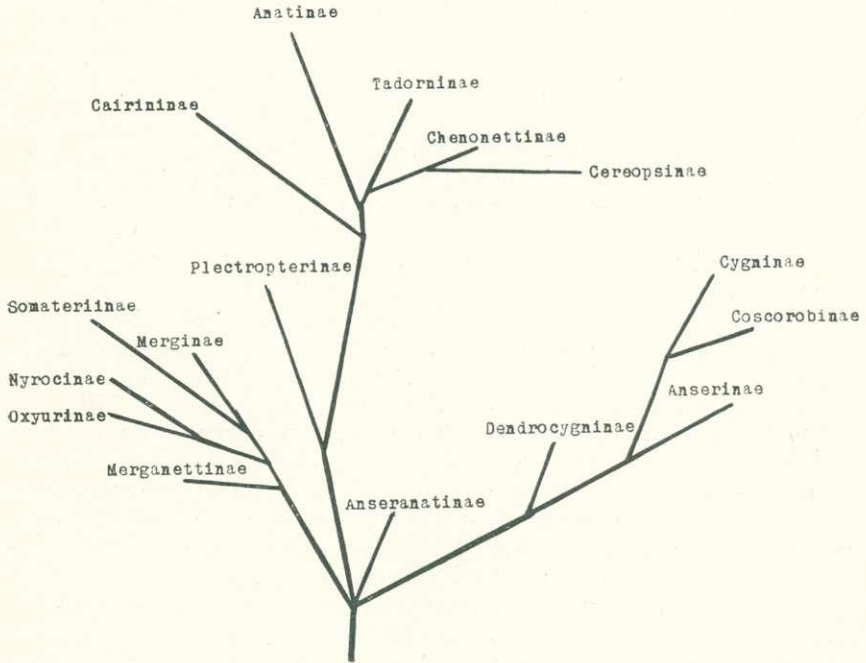 Anatinae
Tadorninae
Cairininae
Chenonettinae
Cereopsinae
Plectropterinae
Cygninae
Somateriinae
Coscorobinae
Merginae
Nyrocinae
Anserinae
Oxyurinae
Dendrocygninae
Merganettinae
Anseranatinae